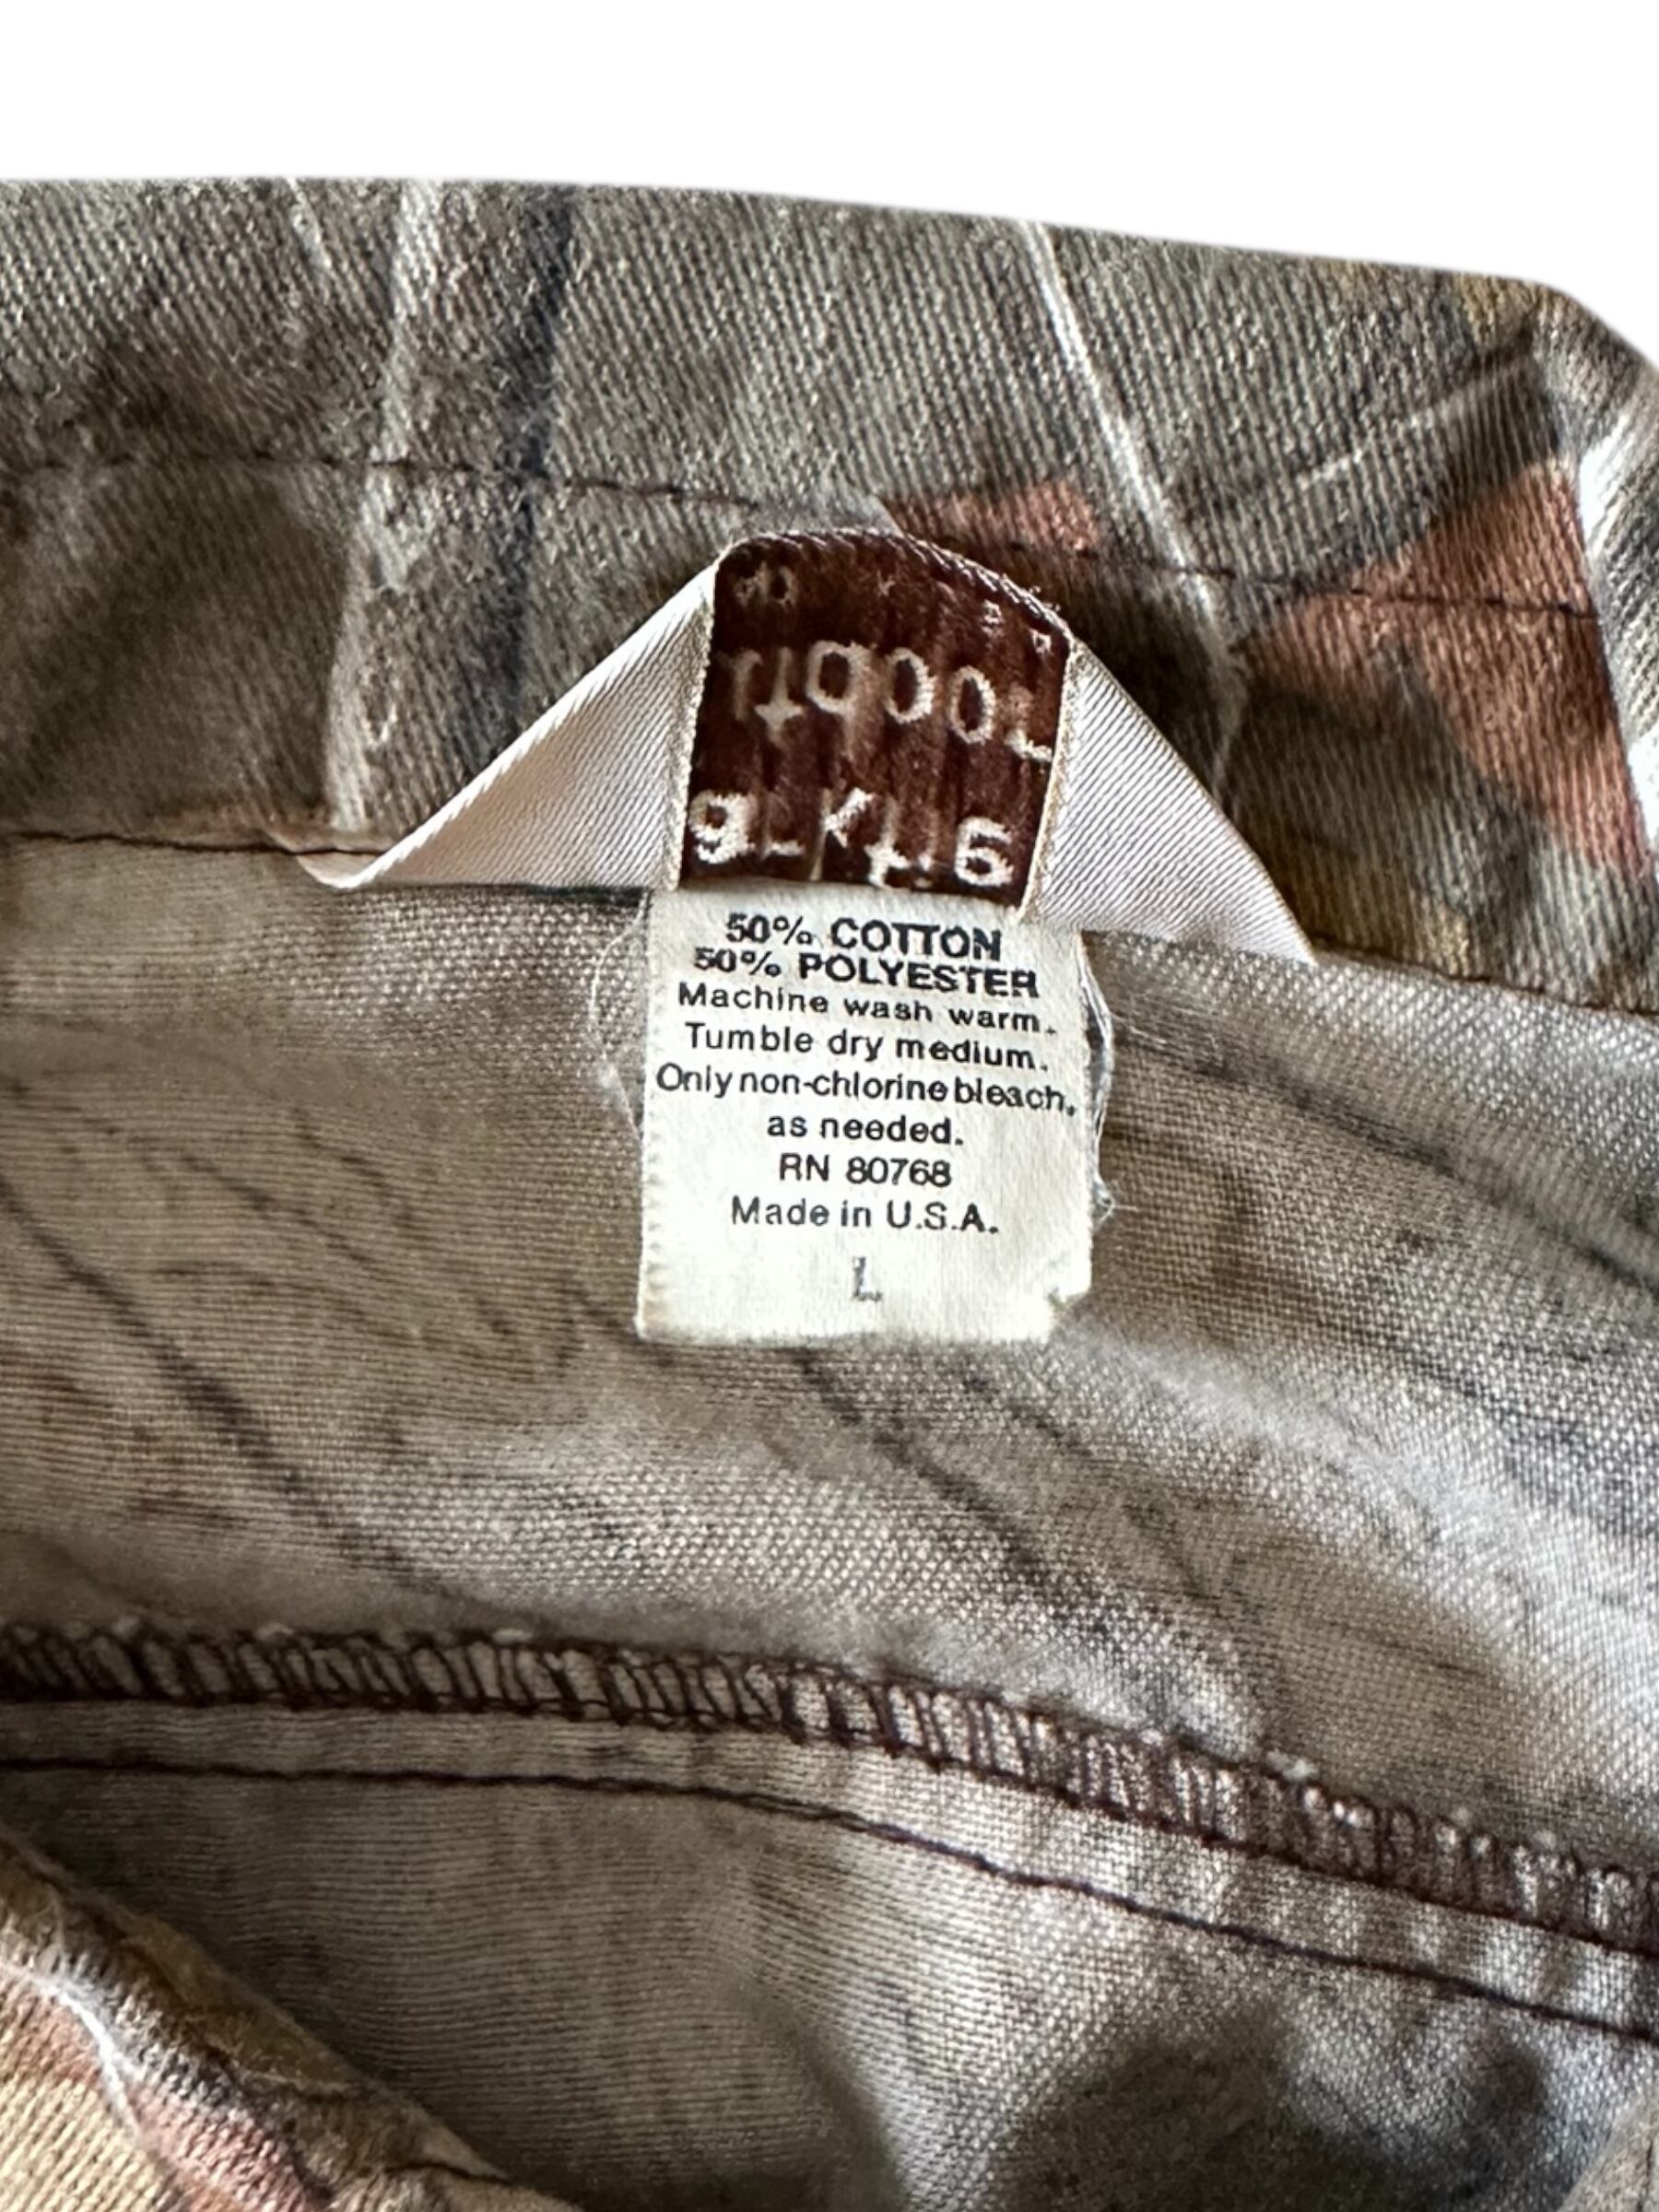 50% COTTON
50% POLYESTER
Machine wash warm.
Tumble dry medium.
Only non-chlorine bleach,
as needed.
RN 80768
Made in U.S.A.
L